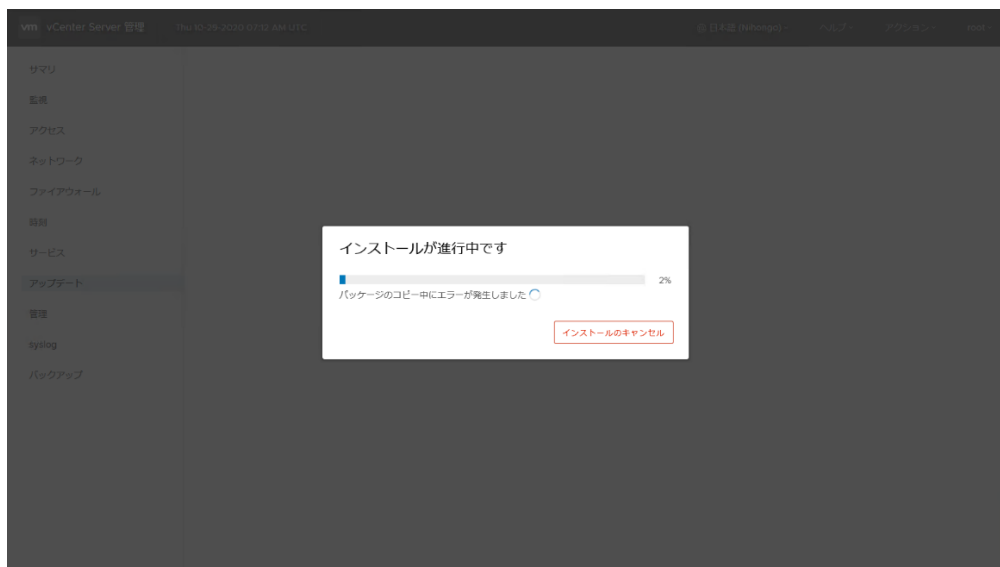 vm vCenter Server 管理 Thu 10-29-2020 07:12 AM UTC 日本語 (Nihongo) ヘルプ アクション root
サマリ
監視
アクセス
ネットワーク
ファイアウォール
時刻
サービス
アップデート
管理
syslog
バックアップ
インストールが進行中です
2%
パッケージのコピー中にエラーが発生しました
インストールのキャンセル